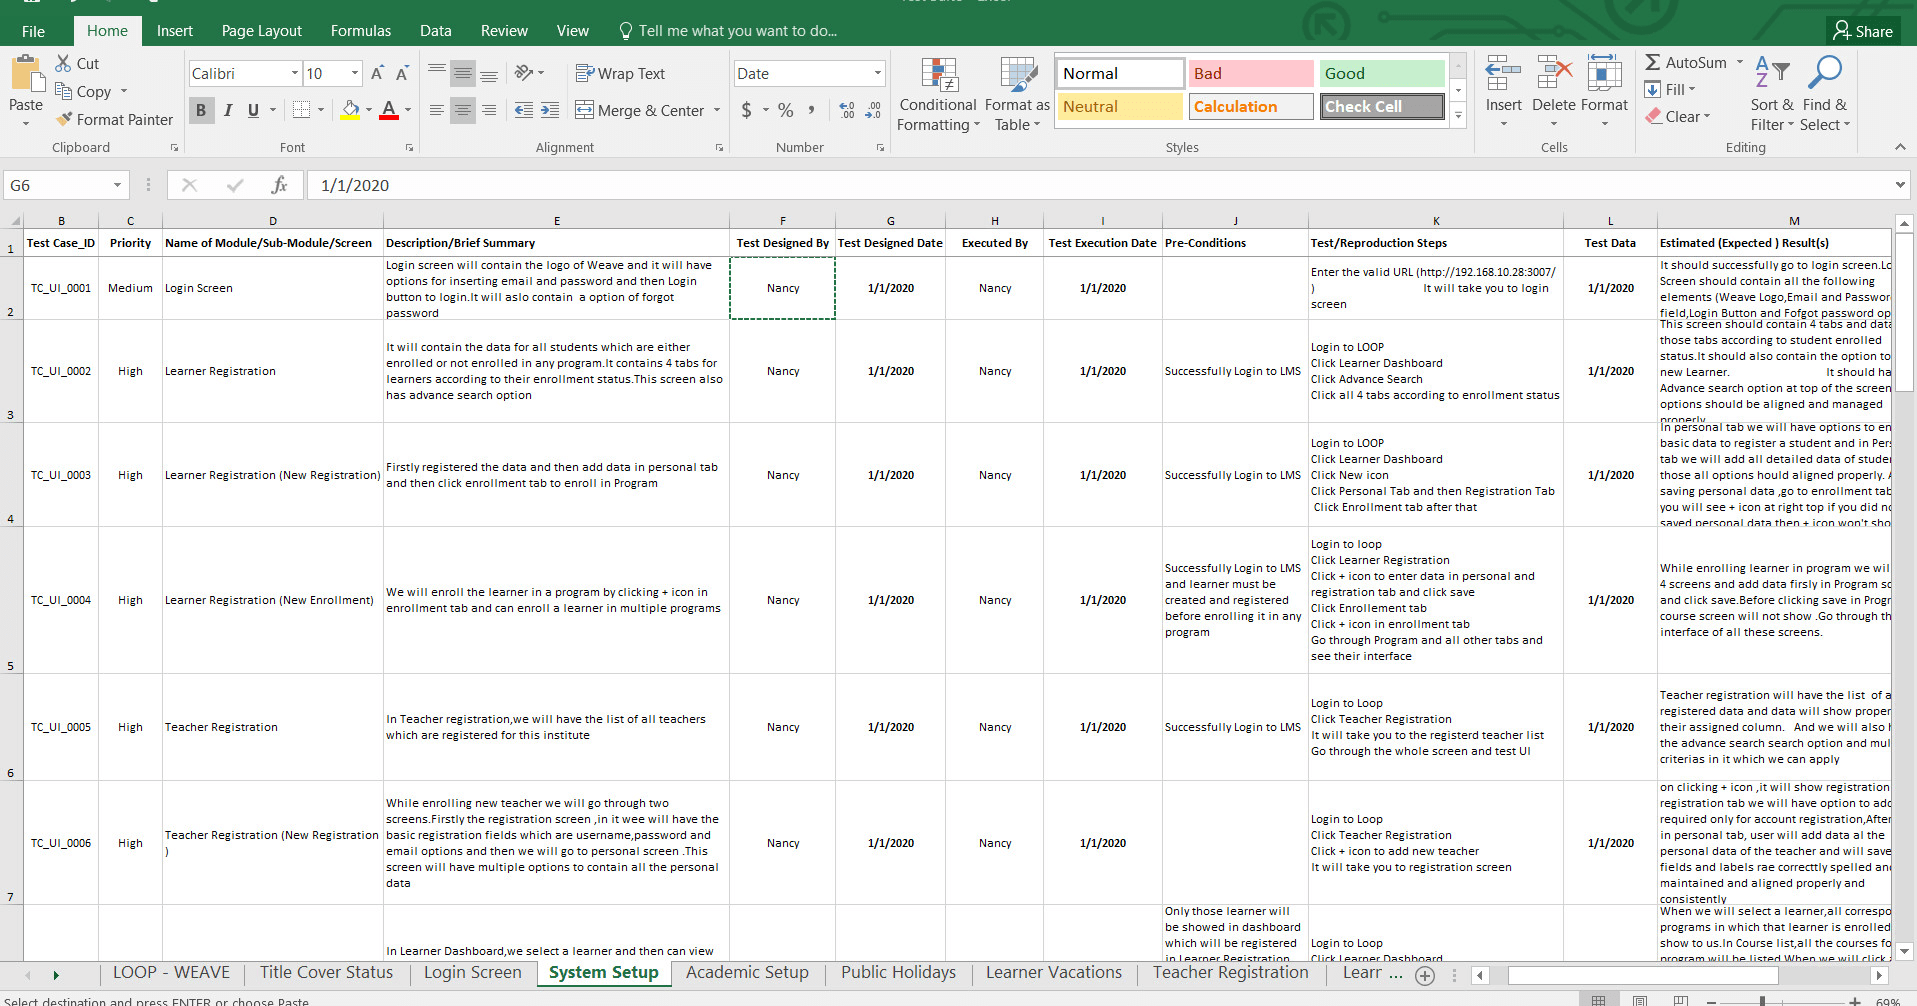 File Home Insert Page Layout Formulas Data Review View Tell me what you want to do... Share
Paste Cut Copy Format Painter Clipboard
Calibri 10 A A B I U A Font
Wrap Text Merge & Center Alignment
Date $ % , .0 .00 .00 .0 Number
Conditional Formatting Format as Table
Normal Bad Good
Neutral Calculation Check Cell
Styles
Insert Delete Format Cells
AutoSum Fill Clear Sort & Filter Find & Select Editing
G6 fx 1/1/2020
B C D E F G H I J K L M
1 Test Case_ID Priority Name of Module/Sub-Module/Screen Description/Brief Summary Test Designed By Test Designed Date Executed By Test Execution Date Pre-Conditions Test/Reproduction Steps Test Data Estimated (Expected ) Result(s)
2 TC_UI_0001 Medium Login Screen
Login screen will contain the logo of Weave and it will have
options for inserting email and password and then Login
button to login.It will aslo contain a option of forgot
password
Nancy 1/1/2020 Nancy 1/1/2020
Enter the valid URL (http://192.168.10.28:3007/
) It will take you to login
screen
1/1/2020
It should successfully go to login screen.Lo
Screen should contain all the following
elements (Weave Logo,Email and Passwor
field,Login Button and Fofgot password op
3 TC_UI_0002 High Learner Registration
It will contain the data for all students which are either
enrolled or not enrolled in any program.It contains 4 tabs for
learners according to their enrollment status.This screen also
has advance search option
Nancy 1/1/2020 Nancy 1/1/2020 Successfully Login to LMS
Login to LOOP
Click Learner Dashboard
Click Advance Search
Click all 4 tabs according to enrollment status
1/1/2020
This screen should contain 4 tabs and data
those tabs according to student enrolled
status.It should also contain the option to
new Learner. It should ha
Advance search option at top of the screen
options should be aligned and managed
properly
4 TC_UI_0003 High Learner Registration (New Registration)
Firstly registered the data and then add data in personal tab
and then click enrollment tab to enroll in Program
Nancy 1/1/2020 Nancy 1/1/2020 Successfully Login to LMS
Login to LOOP
Click Learner Dashboard
Click New icon
Click Personal Tab and then Registration Tab
Click Enrollment tab after that
1/1/2020
In personal tab we will have options to en
basic data to register a student and in Per
tab we will add all detailed data of stude
those all options hould aligned properly. A
saving personal data ,go to enrollment tab
you will see + icon at right top if you did no
saved personal data then + icon won't sho
5 TC_UI_0004 High Learner Registration (New Enrollment)
We will enroll the learner in a program by clicking + icon in
enrollment tab and can enroll a learner in multiple programs
Nancy 1/1/2020 Nancy 1/1/2020
Successfully Login to LMS
and learner must be
created and registered
before enrolling it in any
program
Login to loop
Click Learner Registration
Click + icon to enter data in personal and
registration tab and click save
Click Enrollement tab
Click + icon in enrollment tab
Go through Program and all other tabs and
see their interface
1/1/2020
While enrolling learner in program we wil
4 screens and add data firsly in Program sc
and click save.Before clicking save in Progr
course screen will not show .Go through th
interface of all these screens.
6 TC_UI_0005 High Teacher Registration
In Teacher registration,we will have the list of all teachers
which are registered for this institute
Nancy 1/1/2020 Nancy 1/1/2020 Successfully Login to LMS
Login to Loop
Click Teacher Registration
It will take you to the registerd teacher list
Go through the whole screen and test UI
1/1/2020
Teacher registration will have the list of a
registered data and data will show proper
their assigned column. And we will also h
the advance search search option and mul
criterias in it which we can apply
7 TC_UI_0006 High
Teacher Registration (New Registration
)
While enrolling new teacher we will go through two
screens.Firstly the registration screen ,in it wee will have the
basic registration fields which are username,password and
email options and then we will go to personal screen .This
screen will have multiple options to contain all the personal
data
Nancy 1/1/2020 Nancy 1/1/2020
Login to Loop
Click Teacher Registration
Click + icon to add new teacher
It will take you to registration screen
1/1/2020
on clicking + icon ,it will show registration
registration tab we will have option to add
required only for account registration,After
in personal tab, user will add data al the
personal data of the teacher and will save
fields and labels rae correcttly spelled and
maintained and aligned properly and
consistently
In Learner Dashboard,we select a learner and then can view
Only those learner will
be showed in dashboard
which will be registered
in Learner Registration
Login to Loop
Click Learner Dashboard
When we will select a learner,all correspo
programs in which that learner is enrolled
show to us.In Course list,all the courses fo
program will be listed.When we will click a
LOOP - WEAVE Title Cover Status Login Screen System Setup Academic Setup Public Holidays Learner Vacations Teacher Registration Learr ...
Select destination and press ENTER or choose Paste 69%